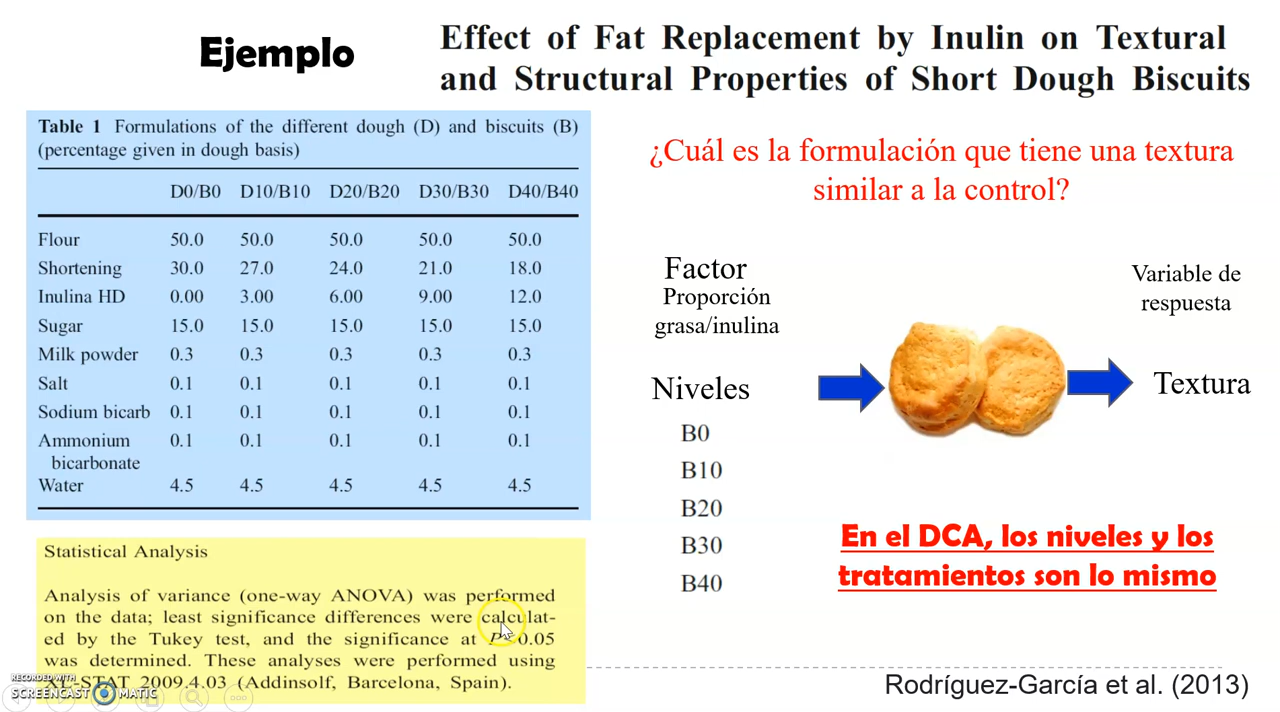 Ejemplo
Effect of Fat Replacement by Inulin on Textural
and Structural Properties of Short Dough Biscuits
Table 1 Formulations of the different dough (D) and biscuits (B)
(percentage given in dough basis)
D0/B0 D10/B10 D20/B20 D30/B30 D40/B40
Flour 50.0 50.0 50.0 50.0 50.0
Shortening 30.0 27.0 24.0 21.0 18.0
Inulina HD 0.00 3.00 6.00 9.00 12.0
Sugar 15.0 15.0 15.0 15.0 15.0
Milk powder 0.3 0.3 0.3 0.3 0.3
Salt 0.1 0.1 0.1 0.1 0.1
Sodium bicarb 0.1 0.1 0.1 0.1 0.1
Ammonium 0.1 0.1 0.1 0.1 0.1
bicarbonate
Water 4.5 4.5 4.5 4.5 4.5
Statistical Analysis
Analysis of variance (one-way ANOVA) was performed
on the data; least significance differences were calculat-
ed by the Tukey test, and the significance at P<0.05
was determined. These analyses were performed using
XL-STAT 2009.4.03 (Addinsolf, Barcelona, Spain).
¿Cuál es la formulación que tiene una textura
similar a la control?
Factor
Proporción
grasa/inulina
Niveles
B0
B10
B20
B30
B40
Variable de
respuesta
Textura
En el DCA, los niveles y los
tratamientos son lo mismo
Rodríguez-García et al. (2013)
RECORDED WITH
SCREENCAST MATIC